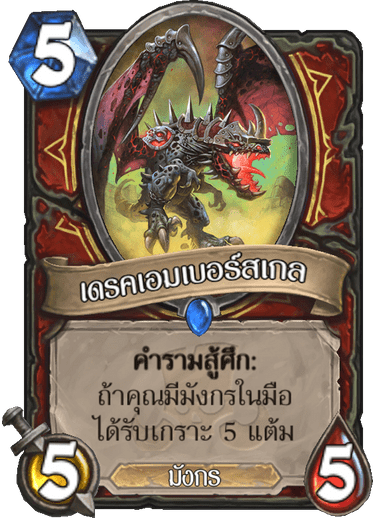 5
เดรคเอมเบอร์สเกล
คำรามสู้ศึก:
ถ้าคุณมีมังกรในมือ
ได้รับเกราะ 5 แต้ม
5
มังกร
5